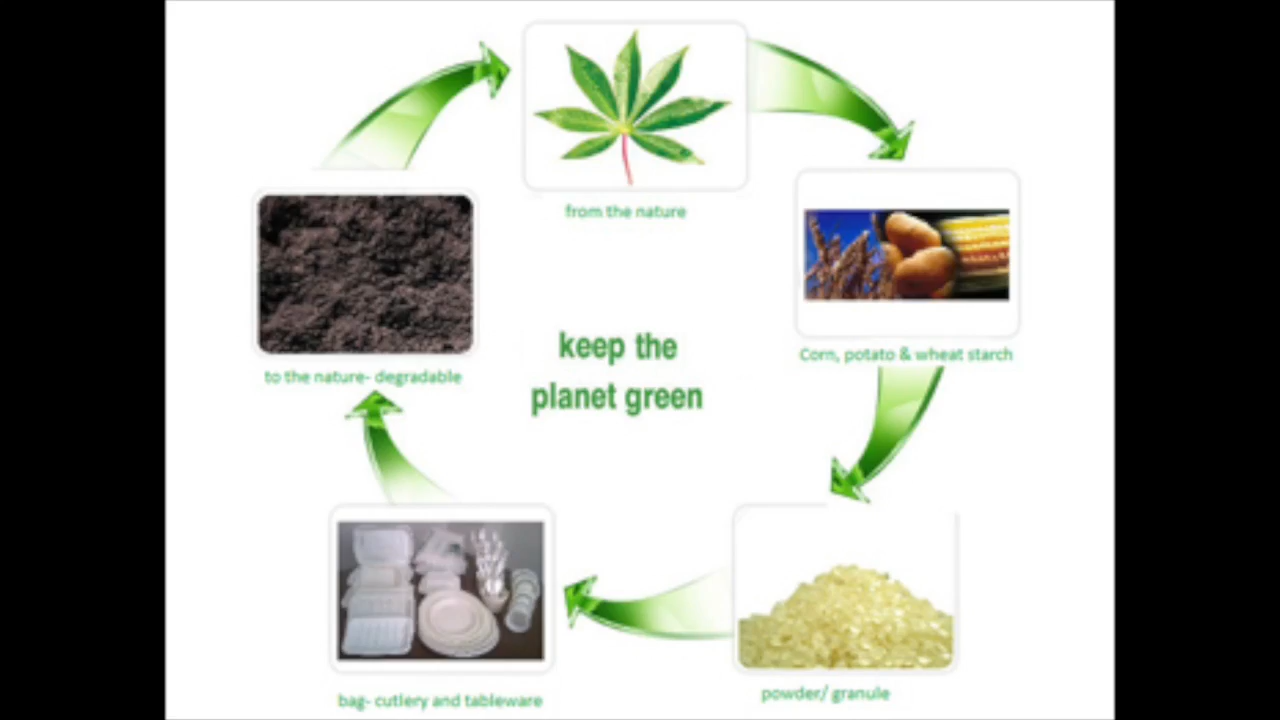 from the nature
Corn, potato & wheat starch
to the nature- degradable
keep the
planet green
bag- cutlery and tableware
powder/ granule